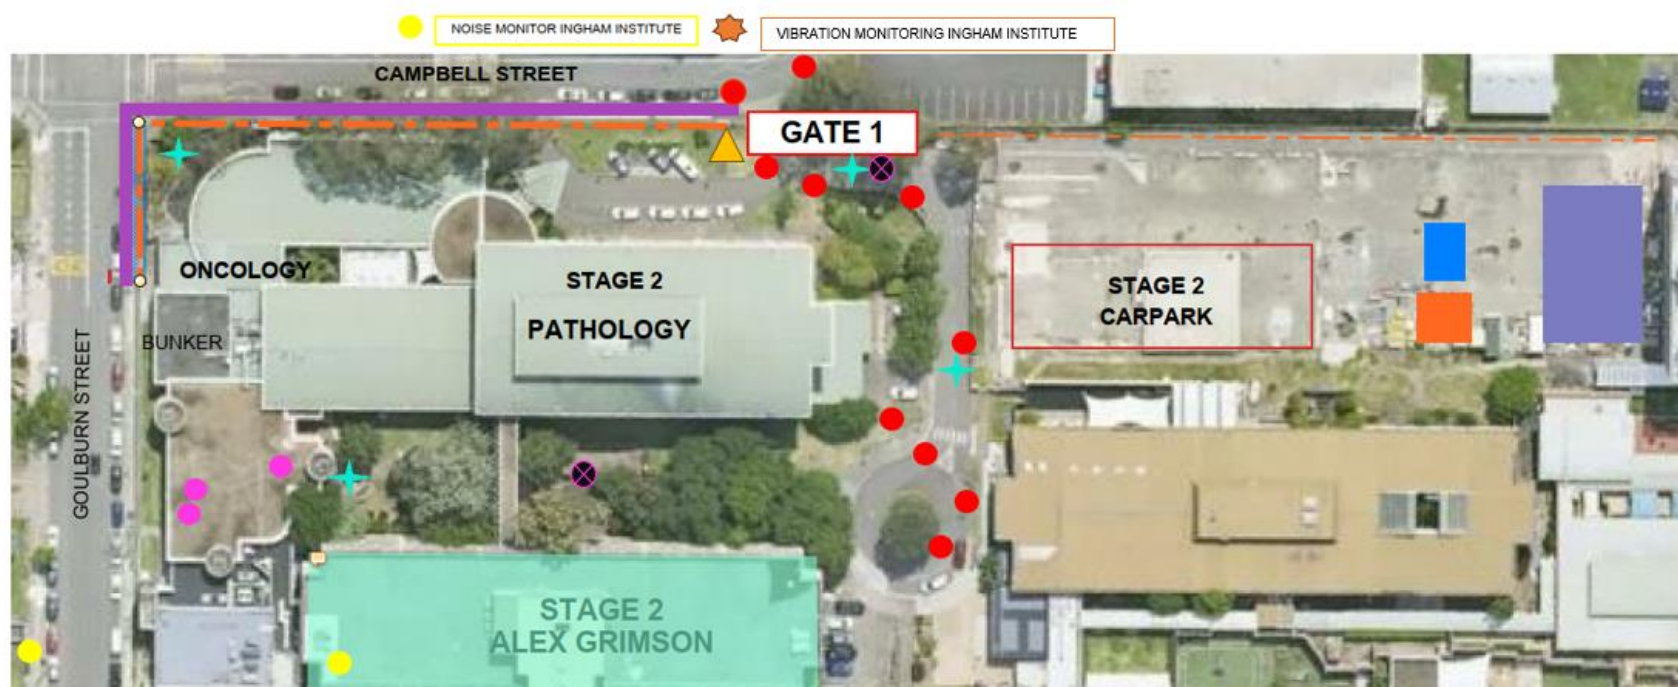 NOISE MONITOR INGHAM INSTITUTE
VIBRATION MONITORING INGHAM INSTITUTE
CAMPBELL STREET
GATE 1
ONCOLOGY
STAGE 2
PATHOLOGY
STAGE 2
CARPARK
BUNKER
GOULBURN STREET
STAGE 2
ALEX GRIMSON